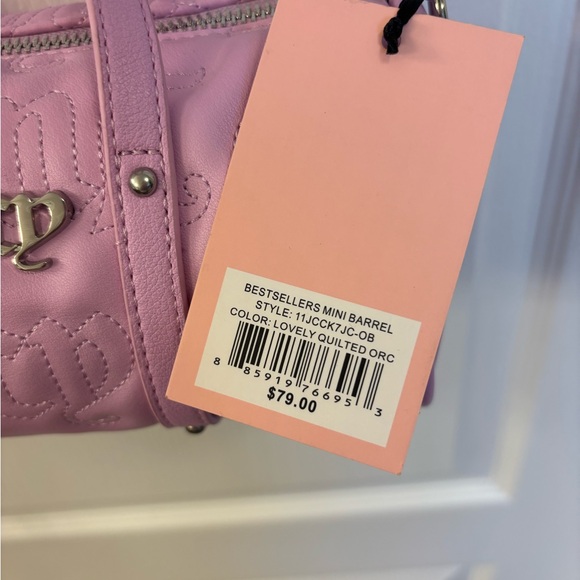 BESTSELLERS MINI BARREL
STYLE: 11JCCK7JC-OB
COLOR: LOVELY QUILTED ORC
8 85919 76695 3
$79.00